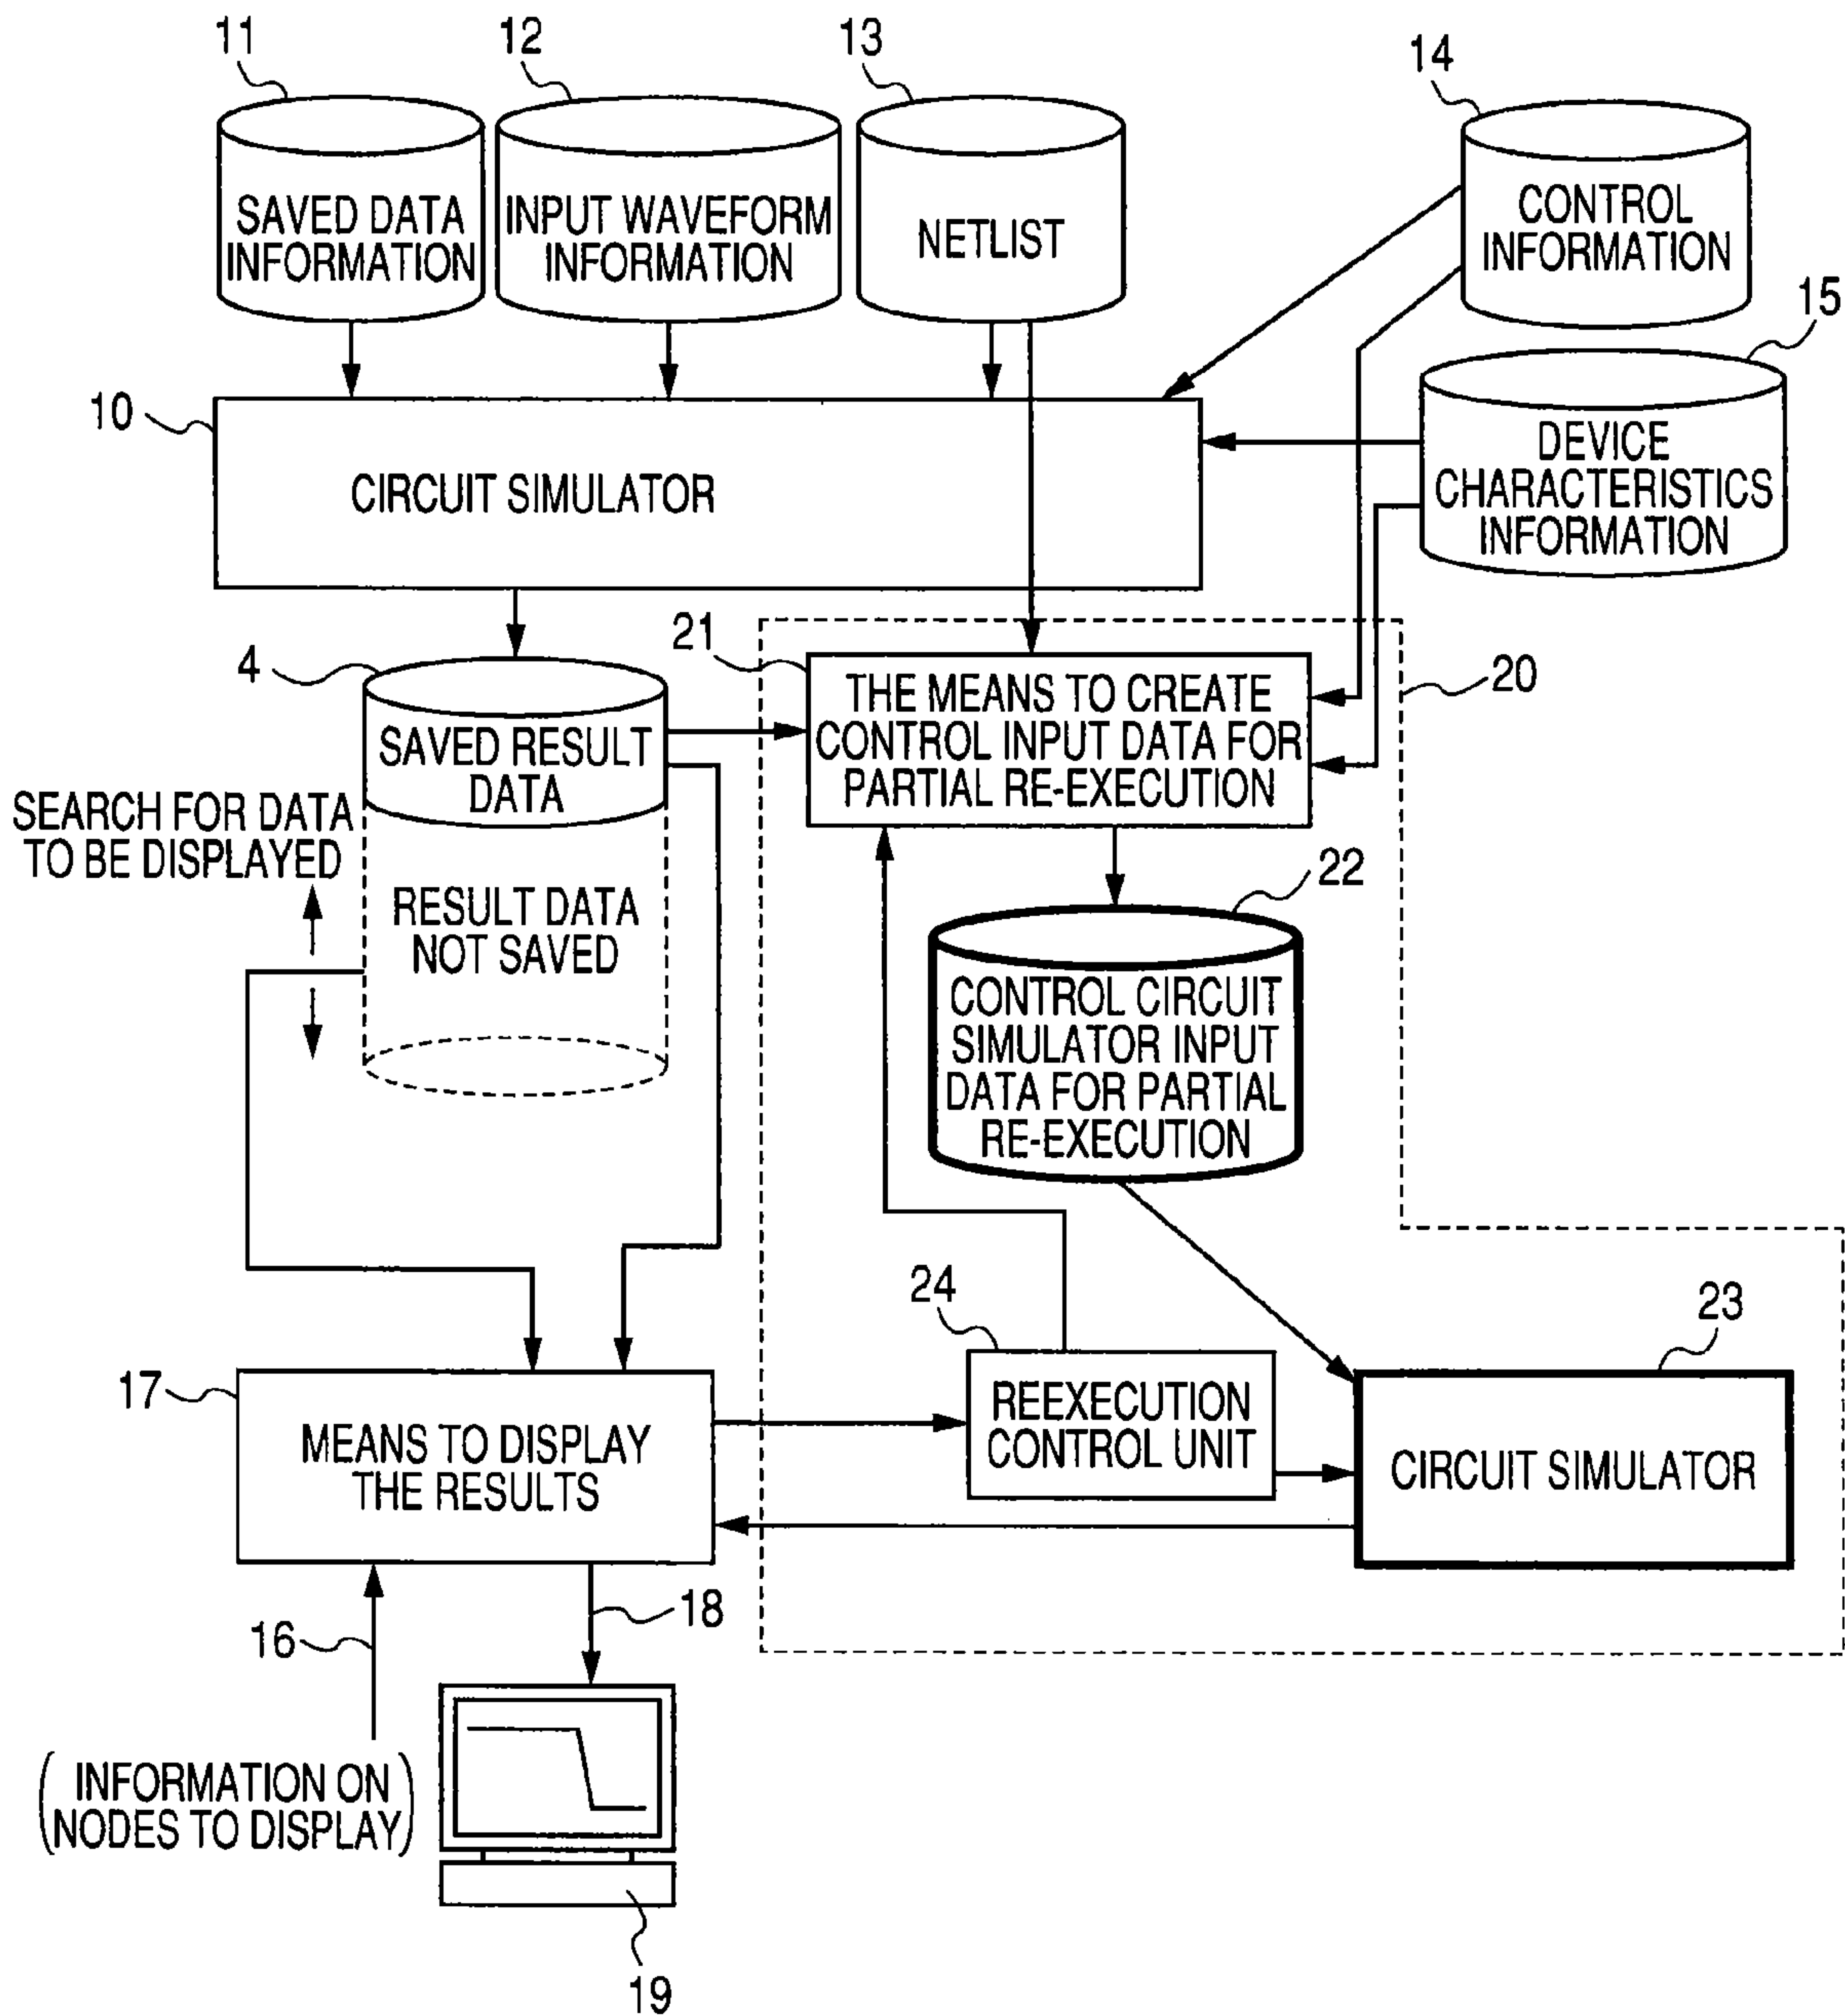 11
12
13
14
SAVED DATA
INFORMATION
INPUT WAVEFORM
INFORMATION
NETLIST
CONTROL
INFORMATION
15
10
CIRCUIT SIMULATOR
DEVICE
CHARACTERISTICS
INFORMATION
4
SAVED RESULT
DATA
21
THE MEANS TO CREATE
CONTROL INPUT DATA FOR
PARTIAL RE-EXECUTION
20
SEARCH FOR DATA
TO BE DISPLAYED
RESULT DATA
NOT SAVED
22
CONTROL CIRCUIT
SIMULATOR INPUT
DATA FOR PARTIAL
RE-EXECUTION
17
MEANS TO DISPLAY
THE RESULTS
24
REEXECUTION
CONTROL UNIT
23
CIRCUIT SIMULATOR
16
18
(INFORMATION ON
NODES TO DISPLAY)
19